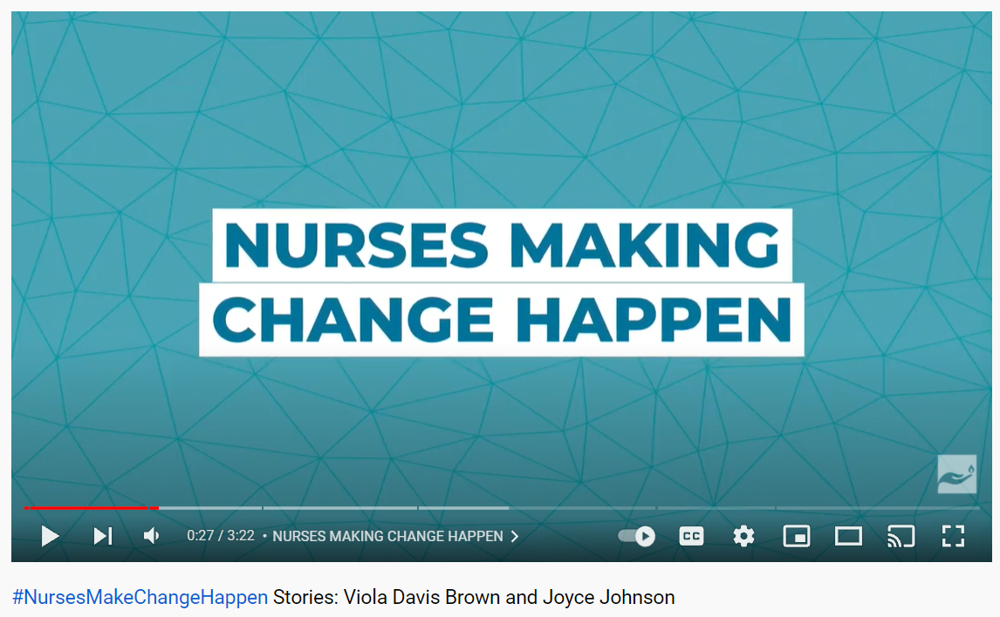 NURSES MAKING
CHANGE HAPPEN
0:27 / 3:22 • NURSES MAKING CHANGE HAPPEN
CC
#NursesMakeChangeHappen Stories: Viola Davis Brown and Joyce Johnson